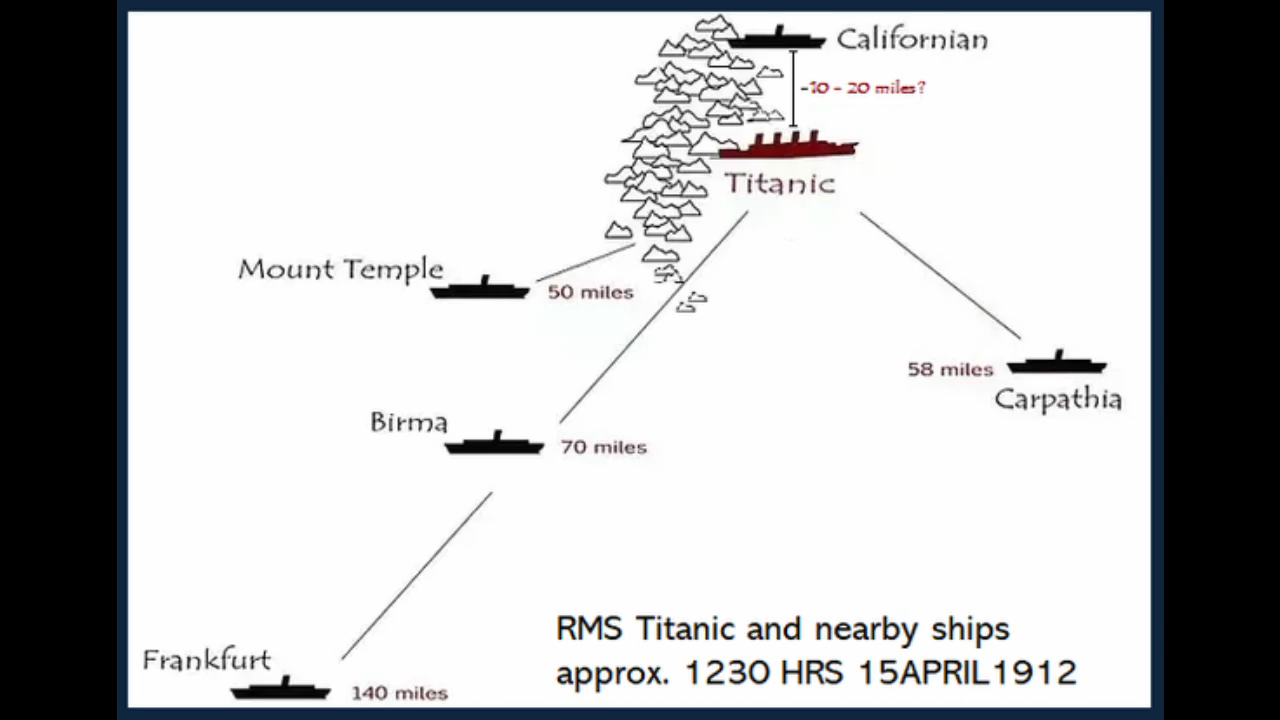 Californian
-10 - 20 miles?
Titanic
Mount Temple
50 miles
58 miles
Carpathia
Birma
70 miles
RMS Titanic and nearby ships
approx. 1230 HRS 15APRIL1912
Frankfurt
140 miles